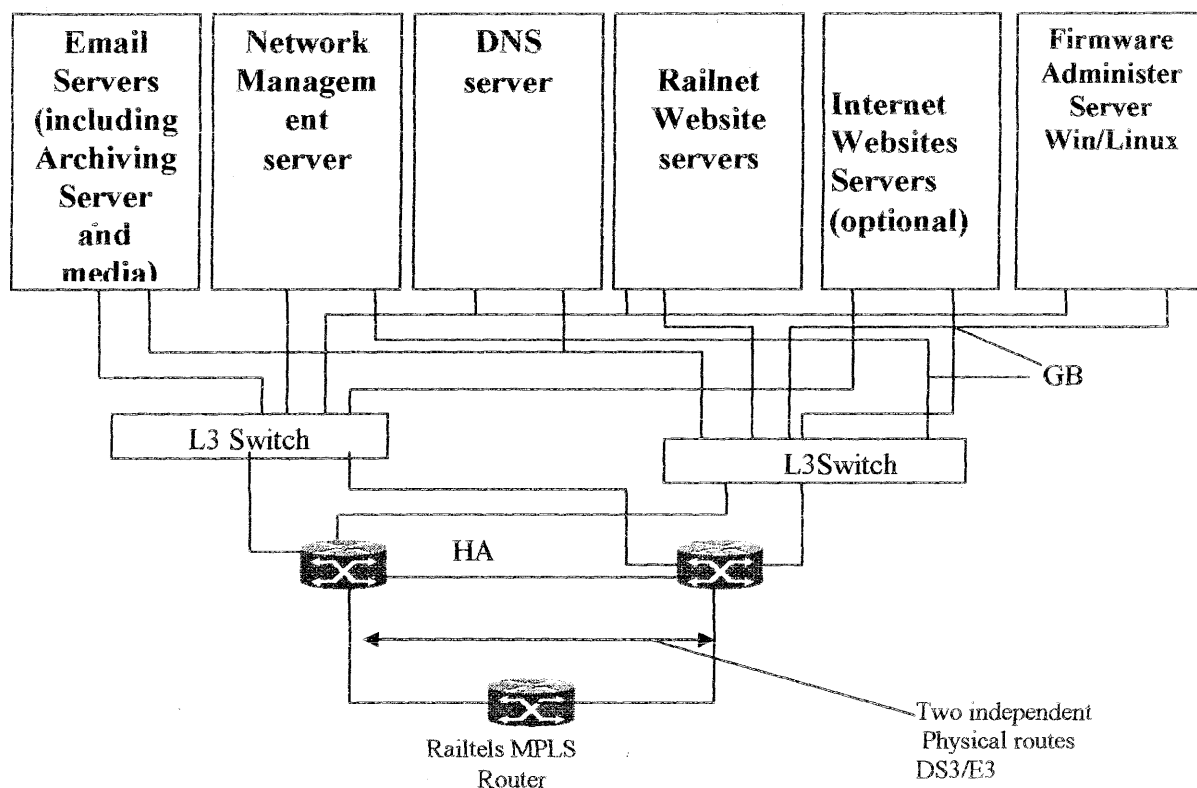 Email
Servers
(including
Archiving
Server
and
media)
Network
Managem
ent
server
DNS
server
Railnet
Website
servers
Internet
Websites
Servers
(optional)
Firmware
Administer
Server
Win/Linux
GB
L3 Switch
L3Switch
HA
Railtels MPLS
Router
Two independent
Physical routes
DS3/E3